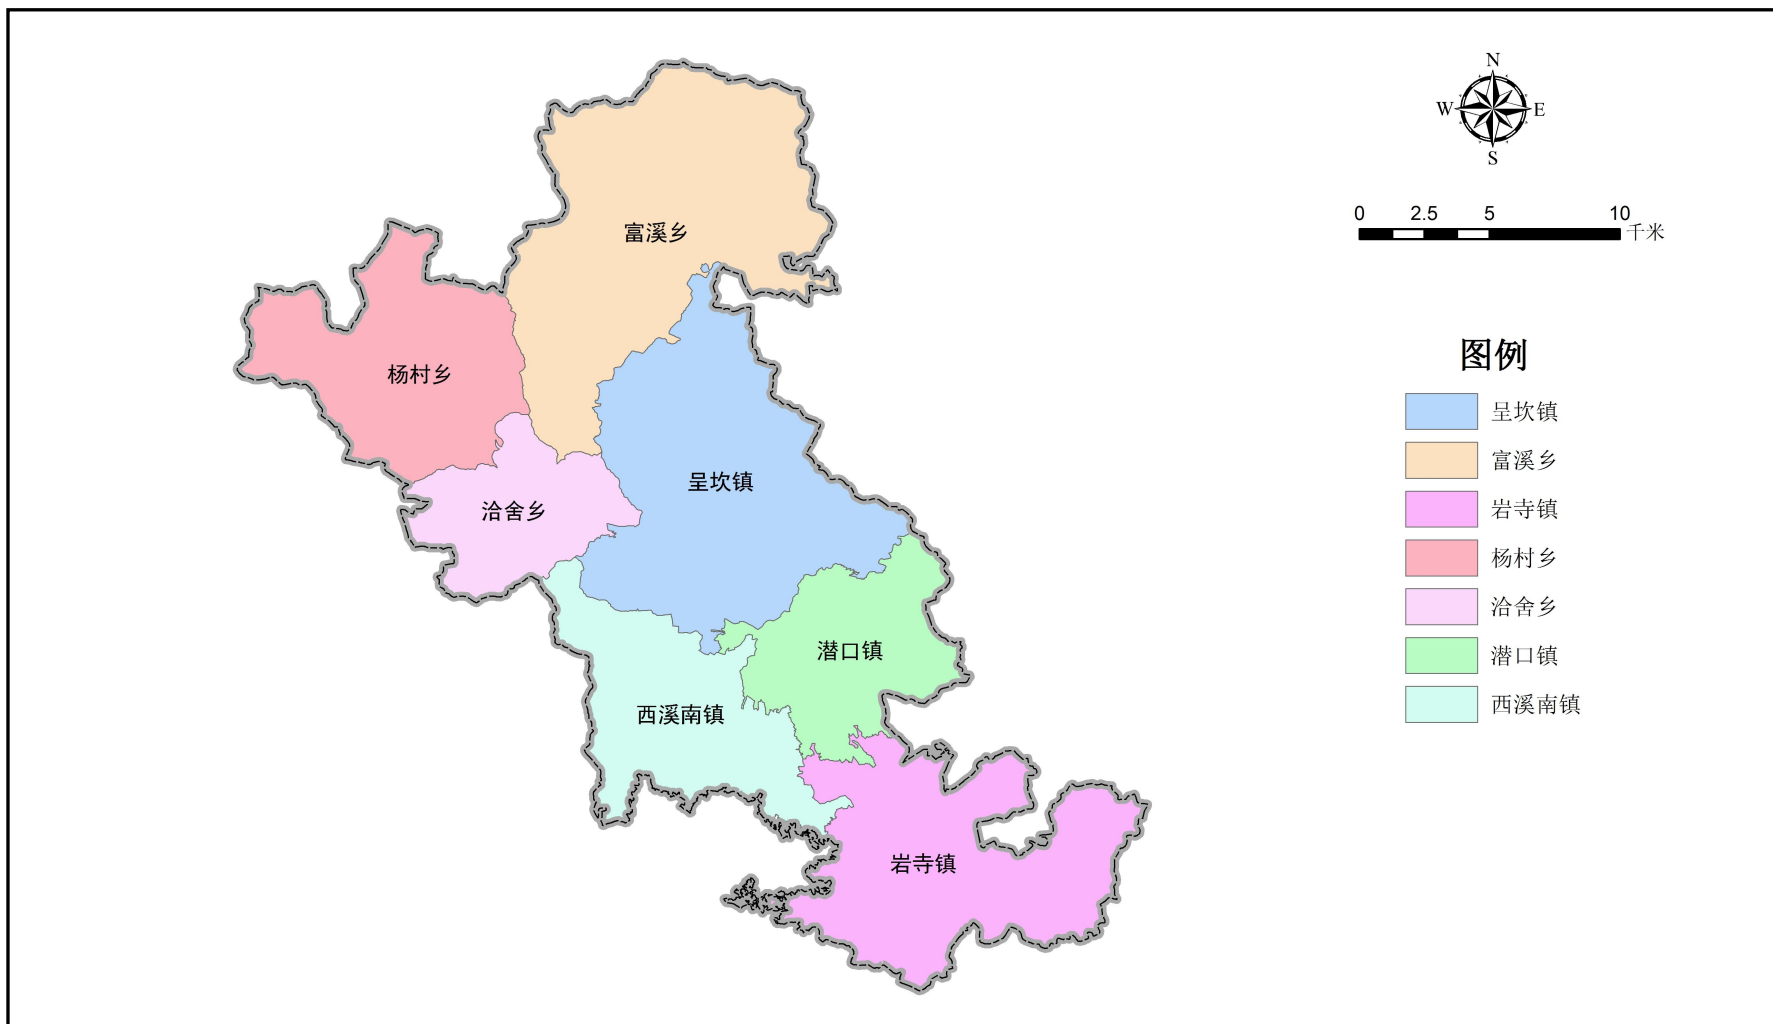 N
W
E
S
0 2.5 5 10
千米
富溪乡
杨村乡
呈坎镇
洽舍乡
潜口镇
西溪南镇
岩寺镇
图例
呈坎镇
富溪乡
岩寺镇
杨村乡
洽舍乡
潜口镇
西溪南镇